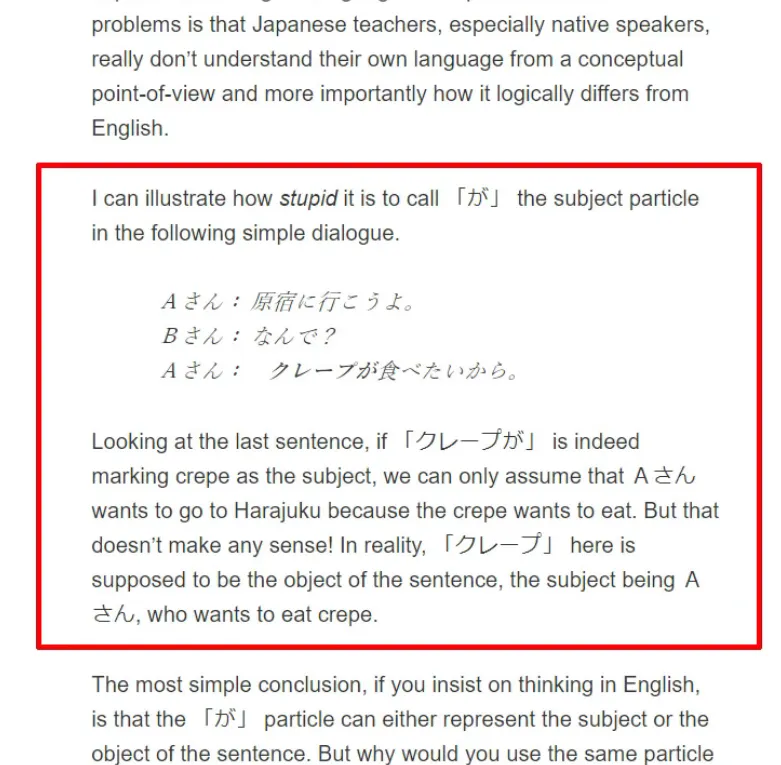 problems is that Japanese teachers, especially native speakers,
really don’t understand their own language from a conceptual
point-of-view and more importantly how it logically differs from
English.
I can illustrate how stupid it is to call 「が」 the subject particle
in the following simple dialogue.
Aさん： 原宿に行こうよ。
Bさん： なんで？
Aさん：　クレープが食べたいから。
Looking at the last sentence, if 「クレープが」 is indeed
marking crepe as the subject, we can only assume that Aさん
wants to go to Harajuku because the crepe wants to eat. But that
doesn’t make any sense! In reality, 「クレープ」 here is
supposed to be the object of the sentence, the subject being A
さん, who wants to eat crepe.
The most simple conclusion, if you insist on thinking in English,
is that the 「が」 particle can either represent the subject or the
object of the sentence. But why would you use the same particle